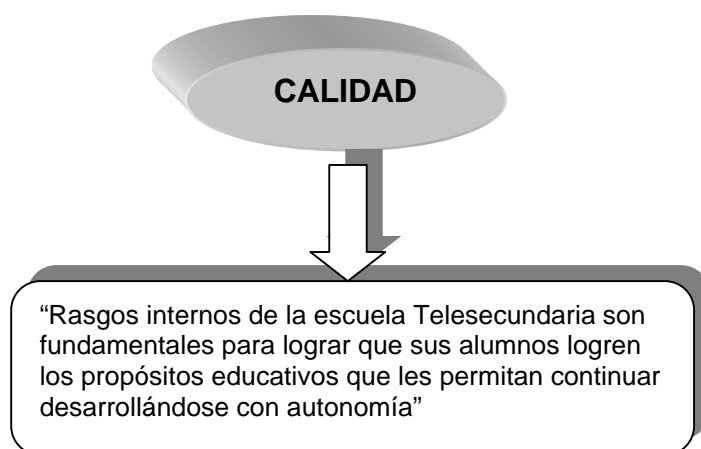 CALIDAD
“Rasgos internos de la escuela Telesecundaria son
fundamentales para lograr que sus alumnos logren
los propósitos educativos que les permitan continuar
desarrollándose con autonomía”